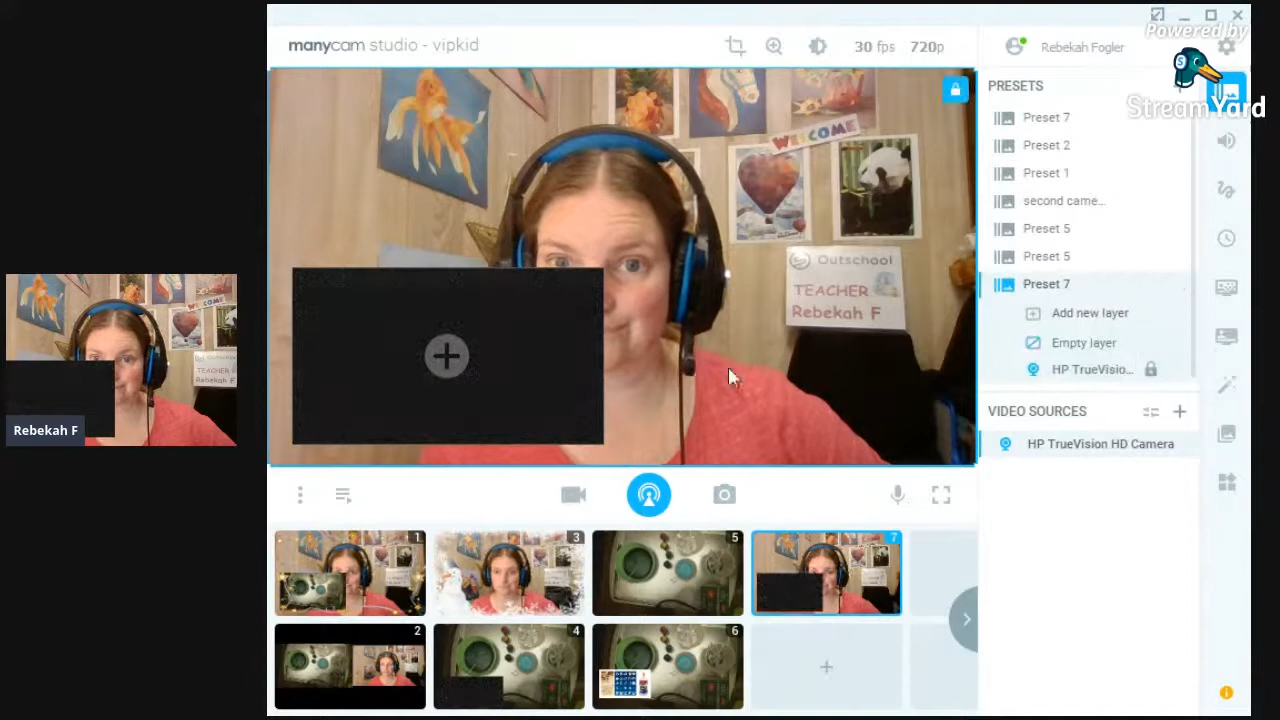 manycam studio - vipkid
30 fps
720p
Rebekah Fogler
Powered by
StreamYard
PRESETS
Preset 7
Preset 2
Preset 1
second came...
Preset 5
Preset 5
Preset 7
Add new layer
Empty layer
HP TrueVisio...
VIDEO SOURCES
HP TrueVision HD Camera
WELCOME
Outschool
TEACHER
Rebekah F
Rebekah F
1
3
5
7
2
4
6